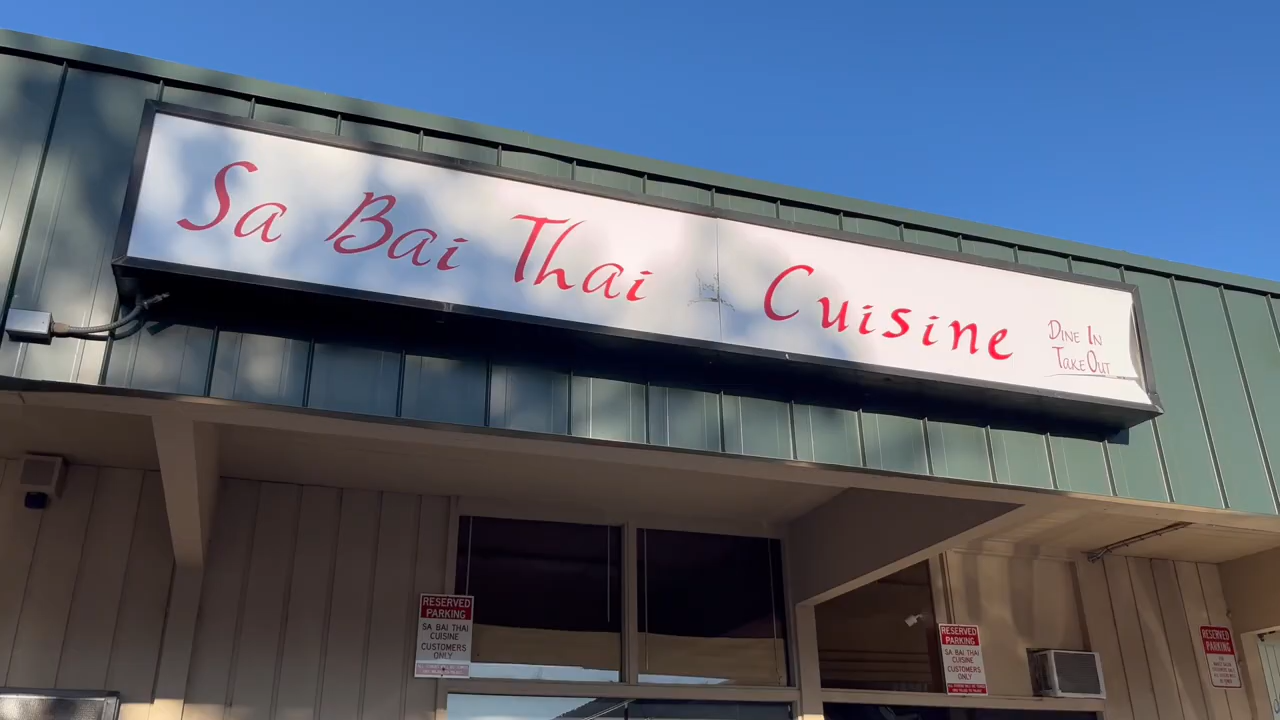 Sa Bai Thai Cuisine
DINE IN
TAKE OUT
RESERVED
PARKING
SA BAI THAI
CUISINE
CUSTOMERS
ONLY
RESERVED
PARKING
SA BAI THAI
CUISINE
CUSTOMERS
ONLY
RESERVED
PARKING